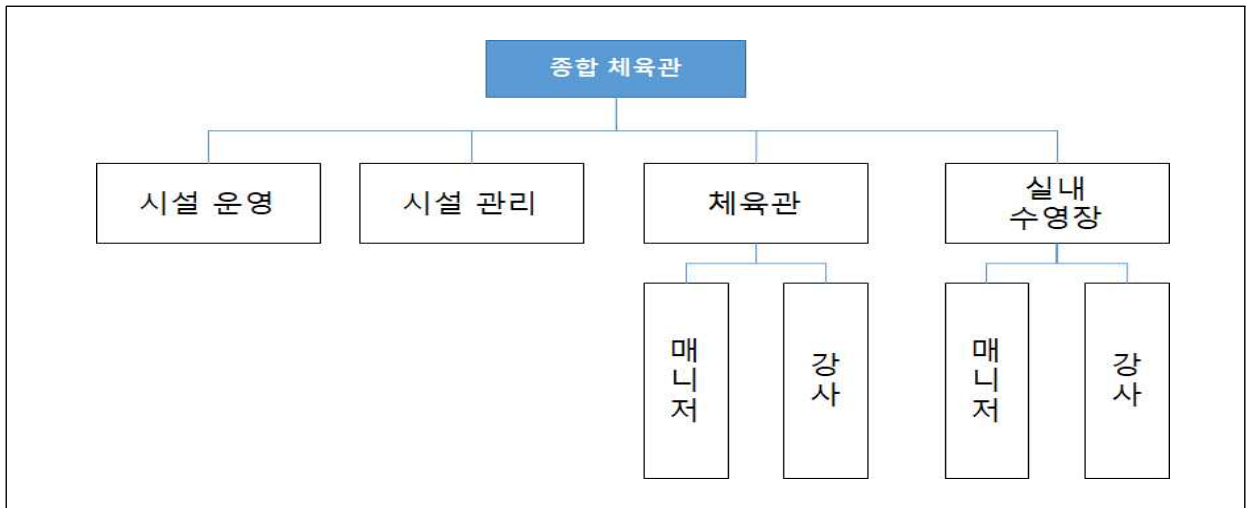 종합 체육관
시설 운영
시설 관리
체육관
실내
수영장
매니저
강사
매니저
강사